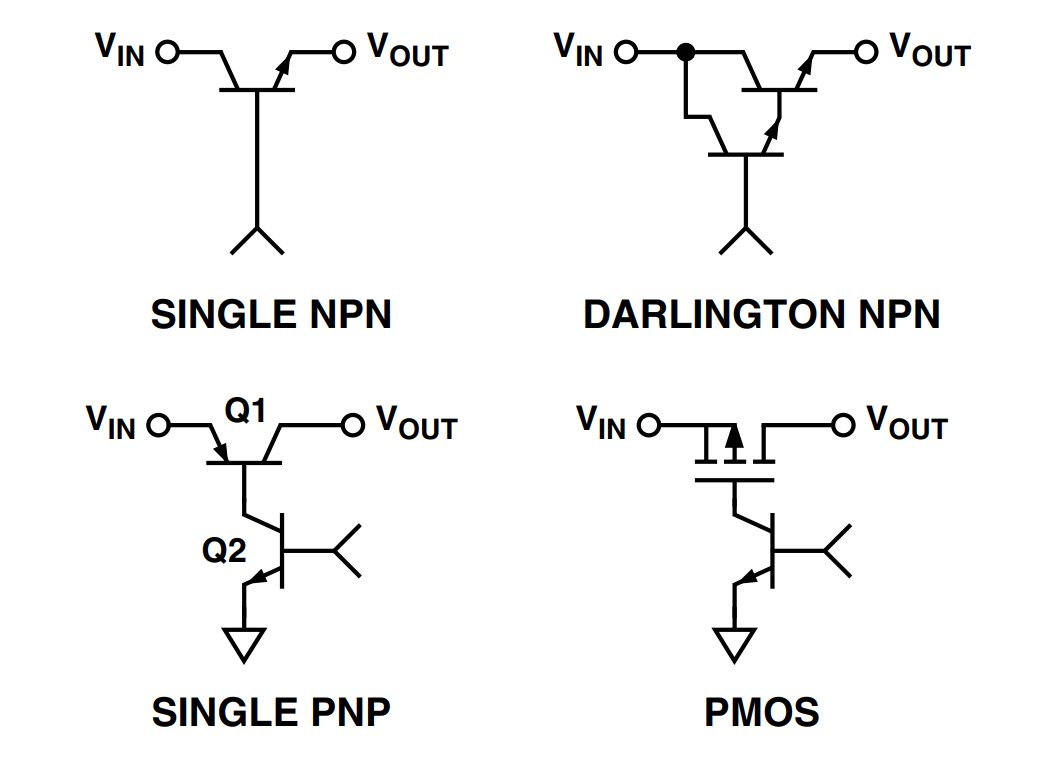 VIN VOUT
VIN VOUT
SINGLE NPN
DARLINGTON NPN
VIN Q1 VOUT
Q2
VIN VOUT
SINGLE PNP
PMOS